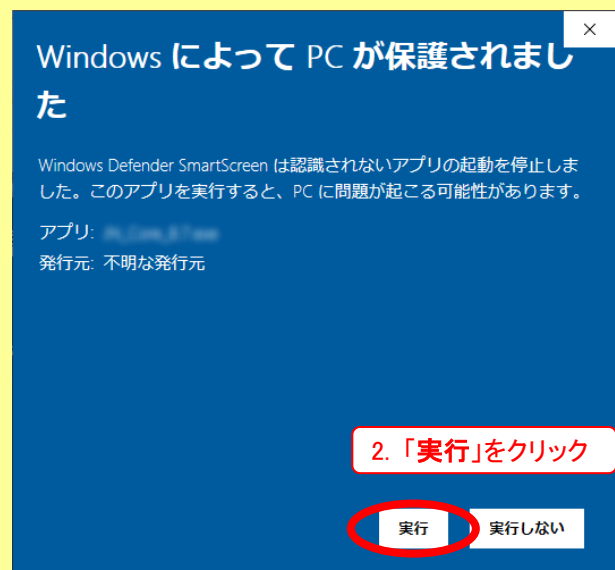 Windows によって PC が保護されまし
た
Windows Defender SmartScreen は認識されないアプリの起動を停止しま
した。このアプリを実行すると、PC に問題が起こる可能性があります。
アプリ:
発行元: 不明な発行元
2. 「実行」をクリック
実行 実行しない